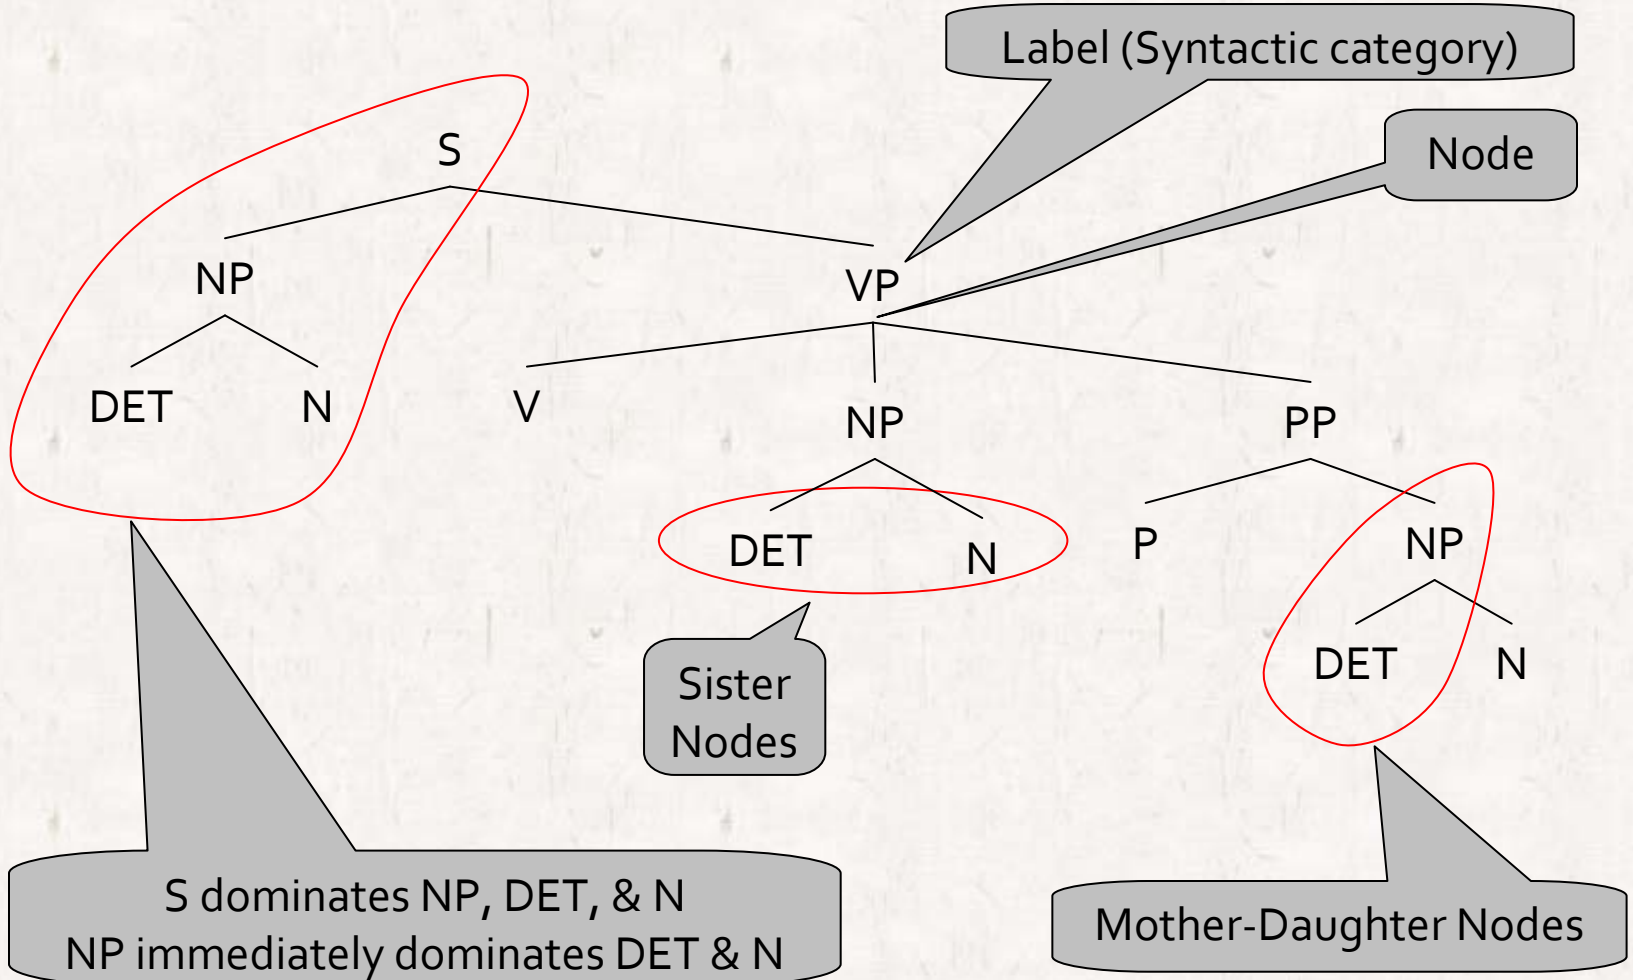 Label (Syntactic category)
Node
S
NP
VP
DET N V
NP PP
DET N P NP
DET N
Sister
Nodes
S dominates NP, DET, & N
NP immediately dominates DET & N
Mother-Daughter Nodes